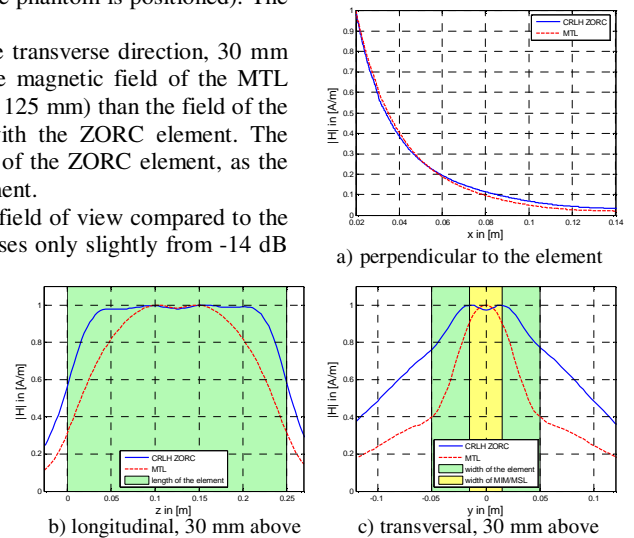 e phantom is positioned). The
e transverse direction, 30 mm
e magnetic field of the MTL
125 mm) than the field of the
vith the ZORC element. The
of the ZORC element, as the
nent.
field of view compared to the
ses only slightly from -14 dB
1
0.9
0.8
0.7
0.6
0.5
0.4
0.3
0.2
0.1
0
|H| in [A/m]
CRLH ZORC
MTL
0.02 0.04 0.06 0.08 0.1 0.12 0.14
x in [m]
a) perpendicular to the element
1
0.8
0.6
0.4
0.2
0
|H| in [A/m]
CRLH ZORC
MTL
length of the element
0 0.05 0.1 0.15 0.2 0.25
z in [m]
b) longitudinal, 30 mm above
1
0.8
0.6
0.4
0.2
0
|H| in [A/m]
CRLH ZORC
MTL
width of the element
width of MIM/MSL
-0.1 -0.05 0 0.05 0.1
y in [m]
c) transversal, 30 mm above